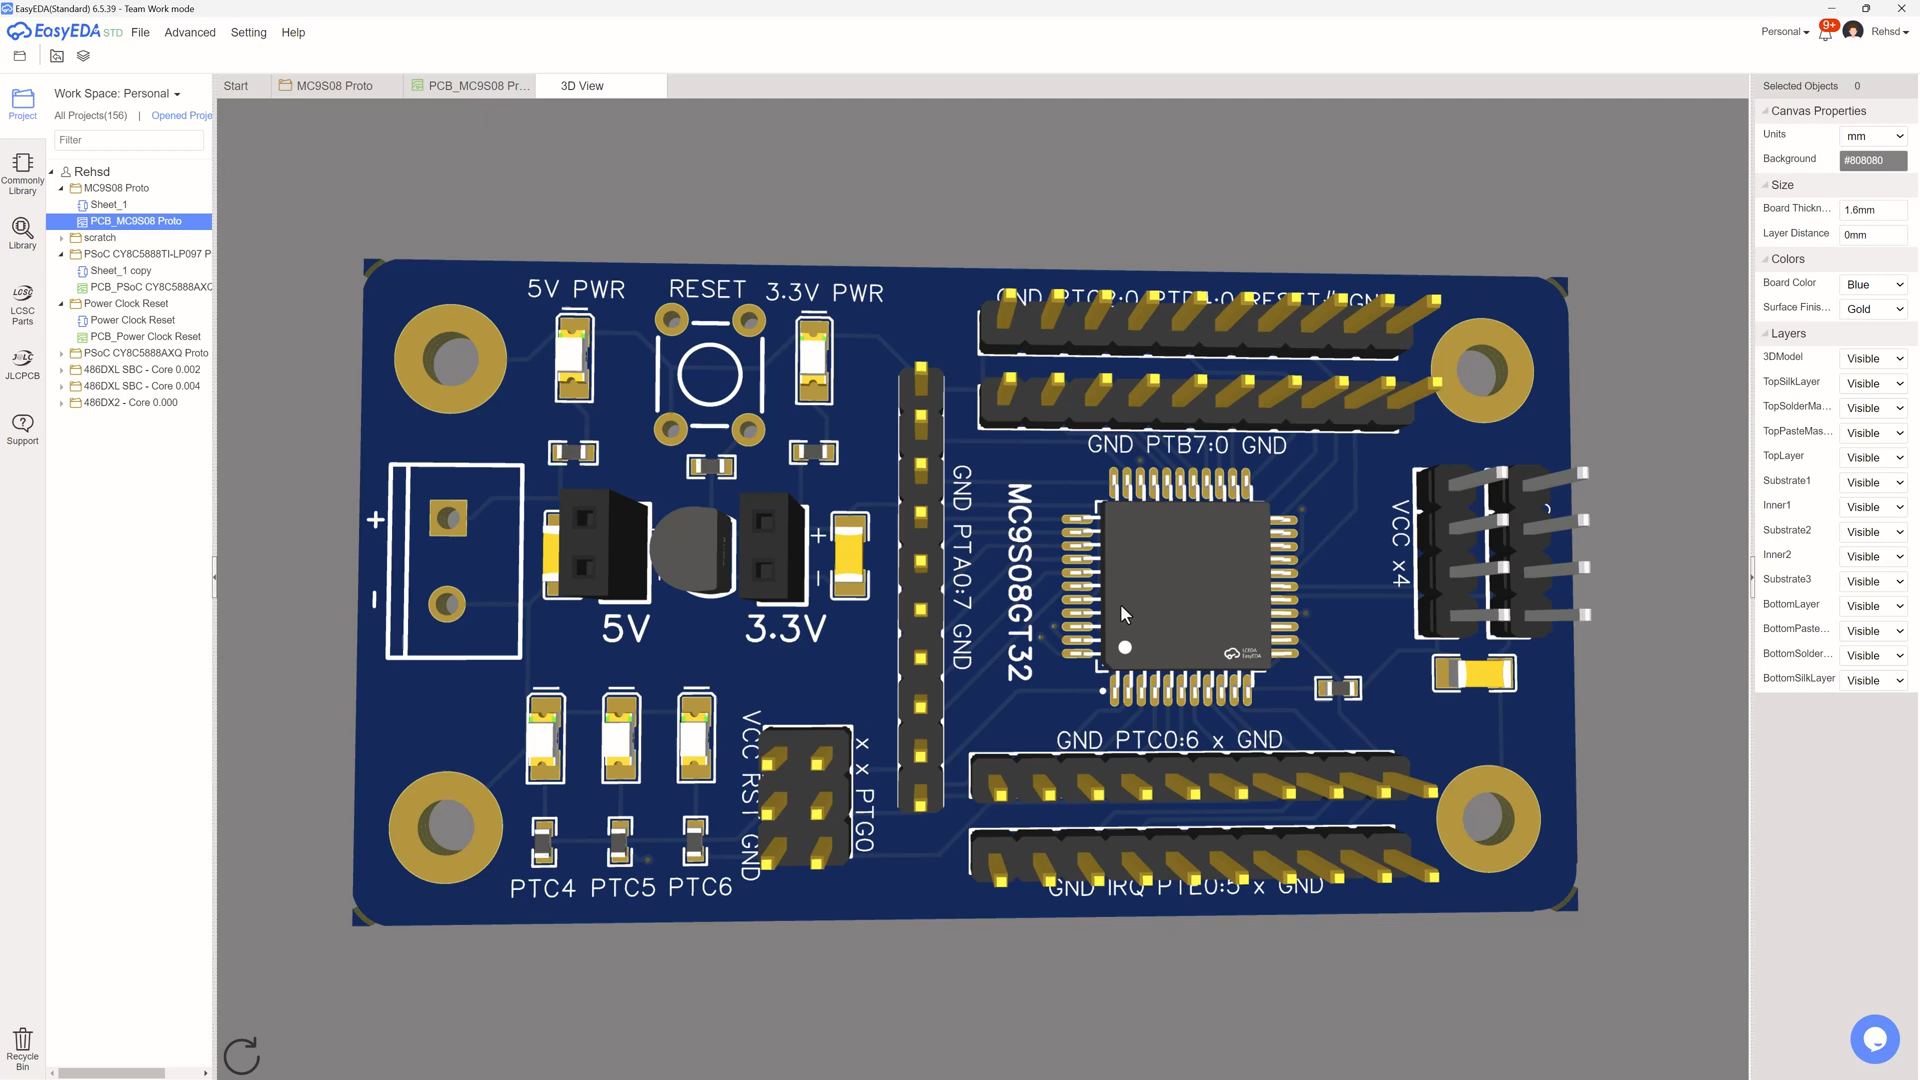 EasyEDA(Standard) 6.5.39 - Team Work mode
EasyEDA STD File Advanced Setting Help
Personal 9+ Rehsd
Start MC9S08 Proto PCB_MC9S08 Pr... 3D View
Project
Commonly Library
Library
LCSC
LCSC Parts
JLCPCB
Support
Recycle Bin
Work Space: Personal
All Projects(156) | Opened Proje
Filter
Rehsd
MC9S08 Proto
Sheet_1
PCB_MC9S08 Proto
scratch
PSoC CY8C5888TI-LP097 P
Sheet_1 copy
PCB_PSoC CY8C5888AXC
Power Clock Reset
Power Clock Reset
PCB_Power Clock Reset
PSoC CY8C5888AXQ Proto
486DXL SBC - Core 0.002
486DXL SBC - Core 0.004
486DX2 - Core 0.000
5V PWR RESET 3.3V PWR
GND PTB7:0 GND
GND PTA0:7 GND
MC9S08GT32
VCC x4
+
-
+
-
5V
3.3V
LCEDA
EasyEDA
GND PTC0:6 x GND
VCC RST GND
x x PTG0
PTC4 PTC5 PTC6
GND IRQ PTE0:5 x GND
Selected Objects 0
Canvas Properties
Units mm
Background #808080
Size
Board Thickn... 1.6mm
Layer Distance 0mm
Colors
Board Color Blue
Surface Finis... Gold
Layers
3DModel Visible
TopSilkLayer Visible
TopSolderMa... Visible
TopPasteMas... Visible
TopLayer Visible
Substrate1 Visible
Inner1 Visible
Substrate2 Visible
Inner2 Visible
Substrate3 Visible
BottomLayer Visible
BottomPaste... Visible
BottomSolder... Visible
BottomSilkLayer Visible